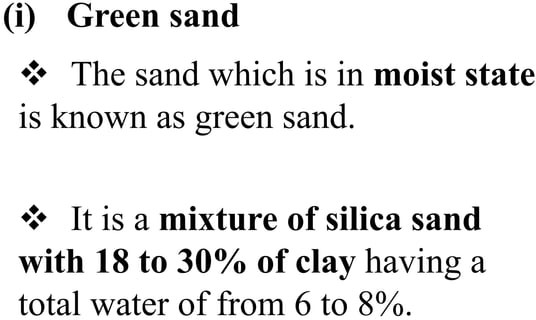 (i) Green sand
❖ The sand which is in moist state
is known as green sand.
❖ It is a mixture of silica sand
with 18 to 30% of clay having a
total water of from 6 to 8%.